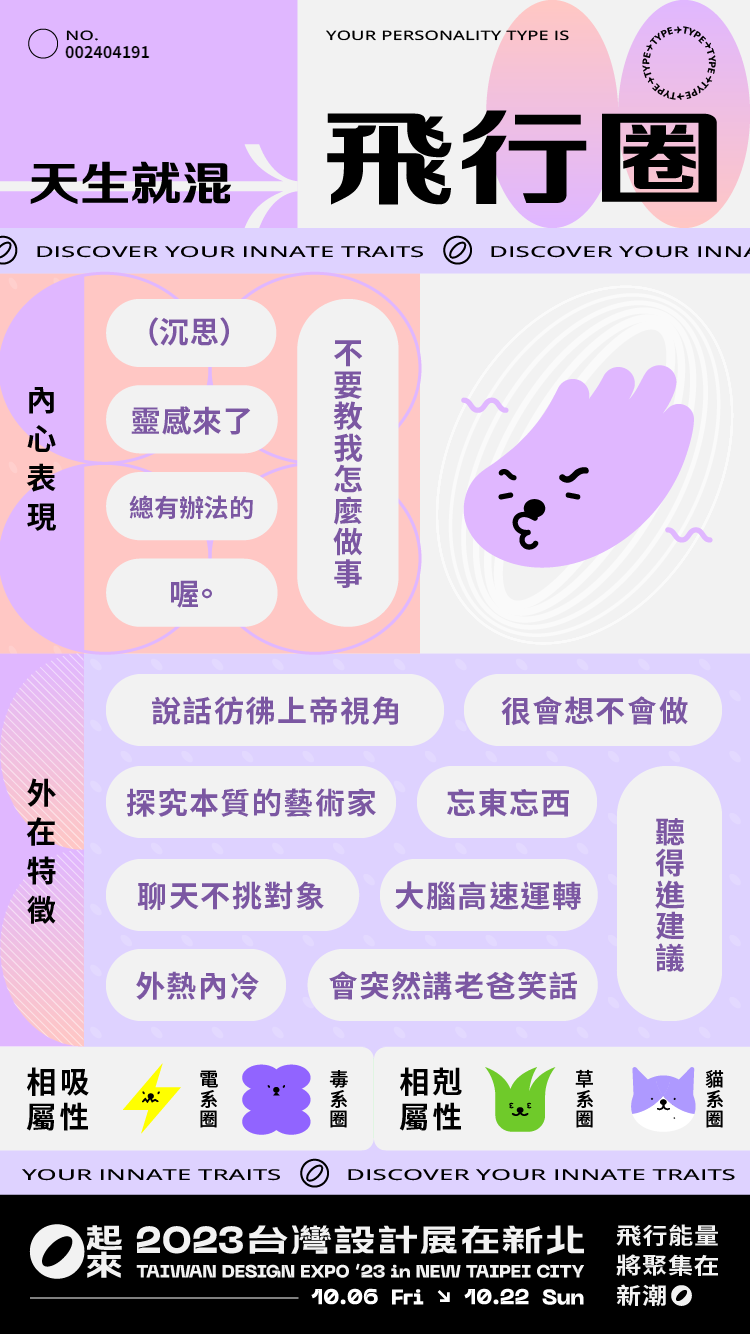 NO.
002404191
YOUR PERSONALITY TYPE IS
TYPE→TYPE→TYPE→TYPE→TYPE→TYPE→TYPE→
天生就混
飛行圈
DISCOVER YOUR INNATE TRAITS
DISCOVER YOUR INNA
內心表現
（沉思）
靈感來了
總有辦法的
喔。
不要教我怎麼做事
外在特徵
說話彷彿上帝視角
很會想不會做
探究本質的藝術家
忘東忘西
聊天不挑對象
大腦高速運轉
外熱內冷
會突然講老爸笑話
聽得進建議
相吸屬性
電系圈
毒系圈
相剋屬性
草系圈
貓系圈
YOUR INNATE TRAITS
DISCOVER YOUR INNATE TRAITS
起來
2023台灣設計展在新北
TAIWAN DESIGN EXPO '23 in NEW TAIPEI CITY
10.06 Fri ↘ 10.22 Sun
飛行能量
將聚集在
新潮